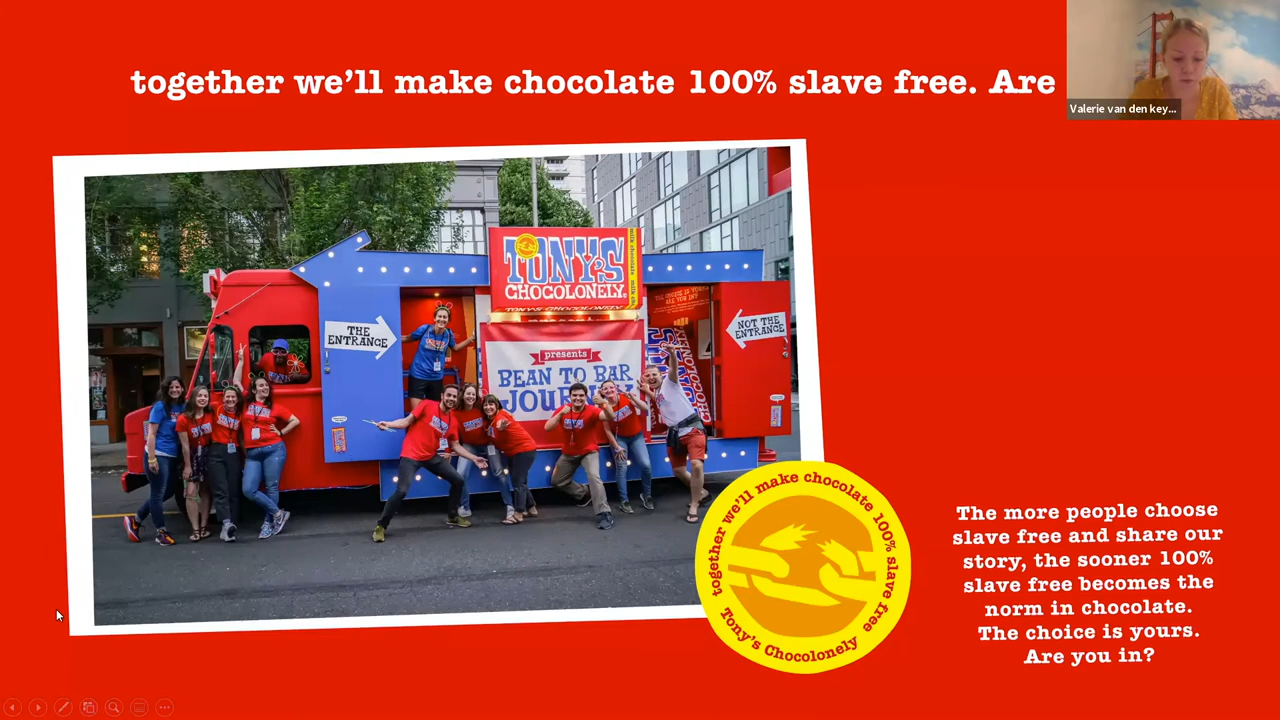 together we'll make chocolate 100% slave free. Are
Valerie van den key...
TONY'S
CHOCOLONELY
milk chocolate
THE
ENTRANCE
NOT THE
ENTRANCE
presents
BEAN TO BAR
JOURNEY
together we'll make chocolate 100% slave free
Tony's Chocolonely
The more people choose
slave free and share our
story, the sooner 100%
slave free becomes the
norm in chocolate.
The choice is yours.
Are you in?